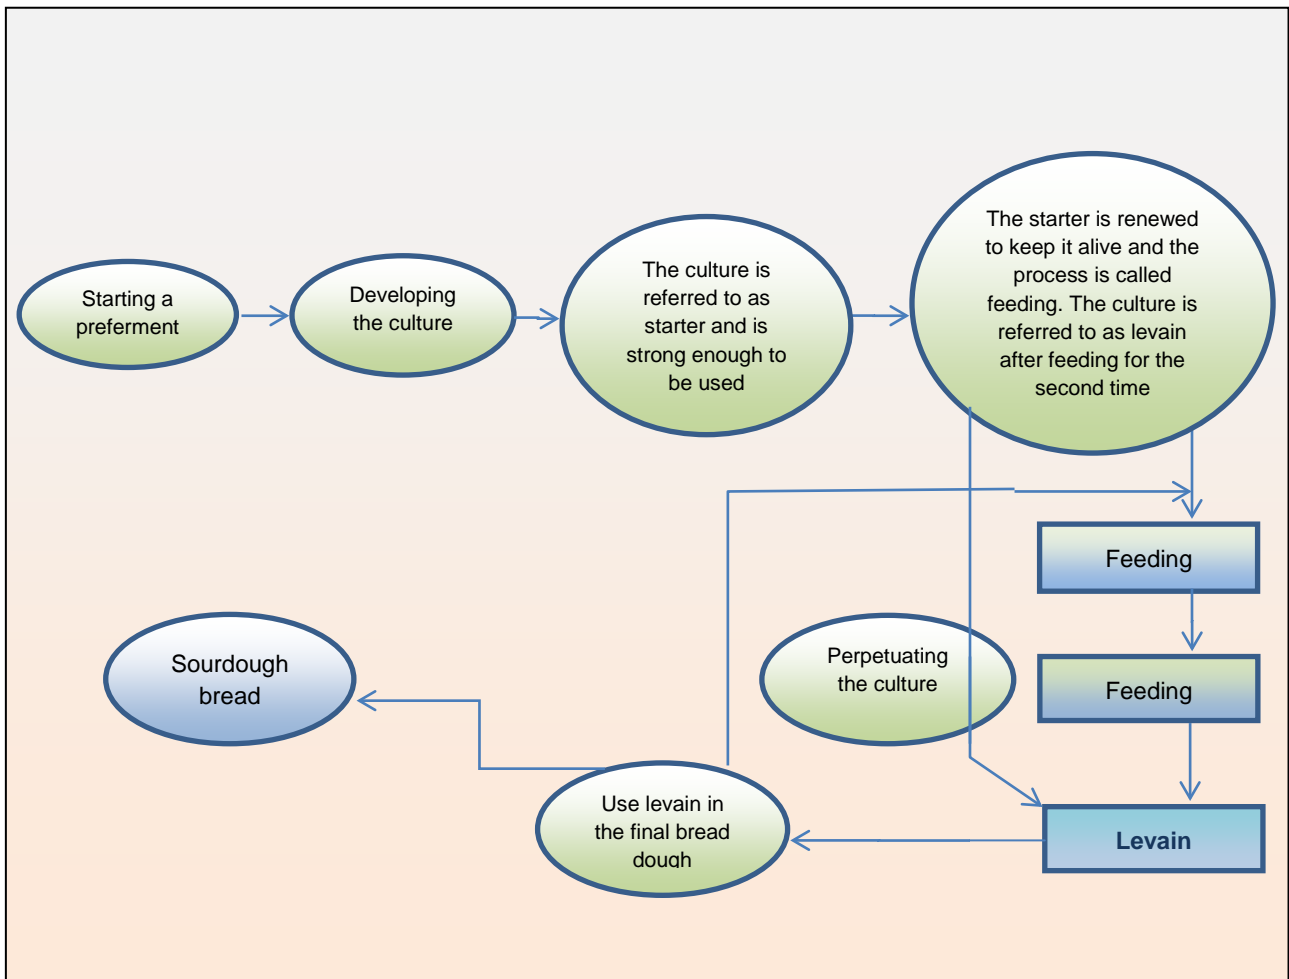 Starting a
preferment
Developing
the culture
The culture is
referred to as
starter and is
strong enough to
be used
The starter is renewed
to keep it alive and the
process is called
feeding. The culture is
referred to as levain
after feeding for the
second time
Feeding
Feeding
Levain
Perpetuating
the culture
Use levain in
the final bread
dough
Sourdough
bread